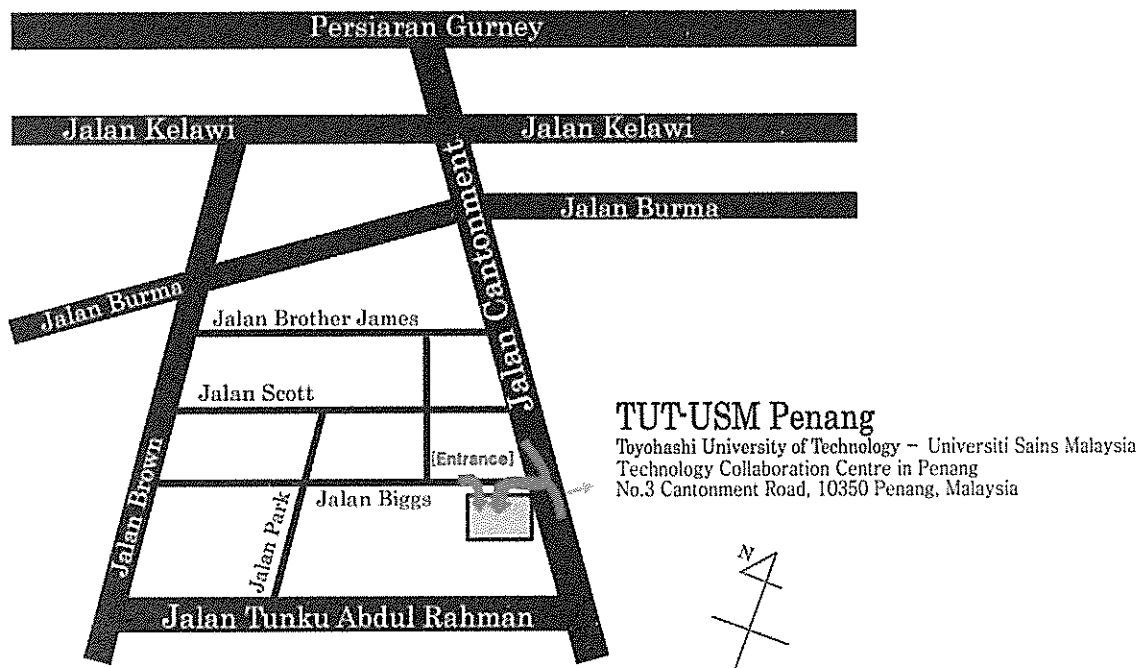 Persiaran Gurney
Jalan Kelawi
Jalan Kelawi
Jalan Cantonment
Jalan Burma
Jalan Burma
Jalan Brother James
Jalan Scott
Jalan Brown
[Entrance]
Jalan Biggs
Jalan Park
Jalan Tunku Abdul Rahman
TUT-USM Penang
Toyohashi University of Technology - Universiti Sains Malaysia
Technology Collaboration Centre in Penang
No.3 Cantonment Road, 10350 Penang, Malaysia
N